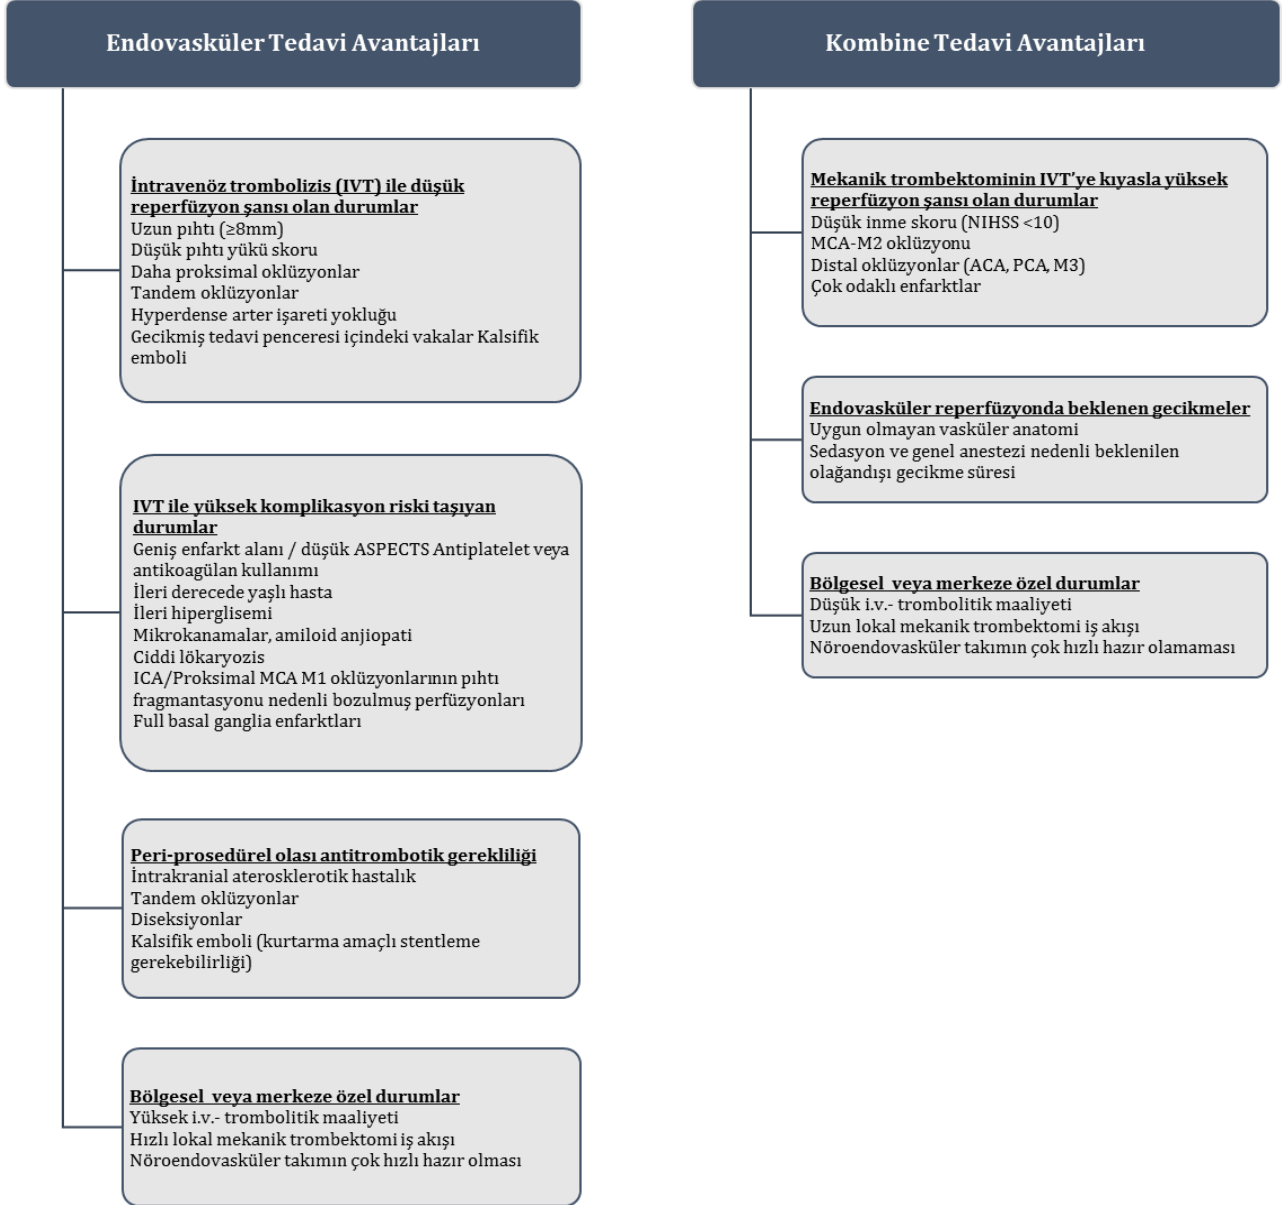 Endovasküler Tedavi Avantajları
İntravenöz trombolizis (IVT) ile düşük
reperfüzyon şansı olan durumlar
Uzun pıhtı (≥8mm)
Düşük pıhtı yükü skoru
Daha proksimal oklüzyonlar
Tandem oklüzyonlar
Hyperdense arter işareti yokluğu
Gecikmiş tedavi penceresi içindeki vakalar Kalsifik
emboli
IVT ile yüksek komplikasyon riski taşıyan
durumlar
Geniş enfarkt alanı / düşük ASPECTS Antiplatelet veya
antikoagülan kullanımı
İleri derecede yaşlı hasta
İleri hiperglisemi
Mikrokanamalar, amiloid anjiopati
Ciddi lökaryozis
ICA/Proksimal MCA M1 oklüzyonlarının pıhtı
fragmantasyonu nedenli bozulmuş perfüzyonları
Full basal ganglia enfarktları
Peri-prosedürel olası antitrombotik gerekliliği
İntrakranial aterosklerotik hastalık
Tandem oklüzyonlar
Diseksiyonlar
Kalsifik emboli (kurtarma amaçlı stentleme
gerekebilirliği)
Bölgesel veya merkeze özel durumlar
Yüksek i.v.- trombolitik maaliyeti
Hızlı lokal mekanik trombektomi iş akışı
Nöroendovasküler takımın çok hızlı hazır olması
Kombine Tedavi Avantajları
Mekanik trombektominin IVT'ye kıyasla yüksek
reperfüzyon şansı olan durumlar
Düşük inme skoru (NIHSS <10)
MCA-M2 oklüzyonu
Distal oklüzyonlar (ACA, PCA, M3)
Çok odaklı enfarktlar
Endovasküler reperfüzyonda beklenen gecikmeler
Uygun olmayan vasküler anatomi
Sedasyon ve genel anestezi nedenli beklenilen
olağandışı gecikme süresi
Bölgesel veya merkeze özel durumlar
Düşük i.v.- trombolitik maaliyeti
Uzun lokal mekanik trombektomi iş akışı
Nöroendovasküler takımın çok hızlı hazır olamaması